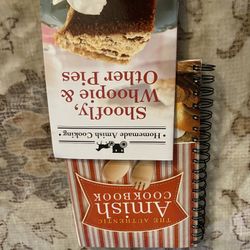 • Homemade Amish Cooking •
Shoofly,
Whoopie &
Other Pies
THE AUTHENTIC
Amish
COOKBOOK